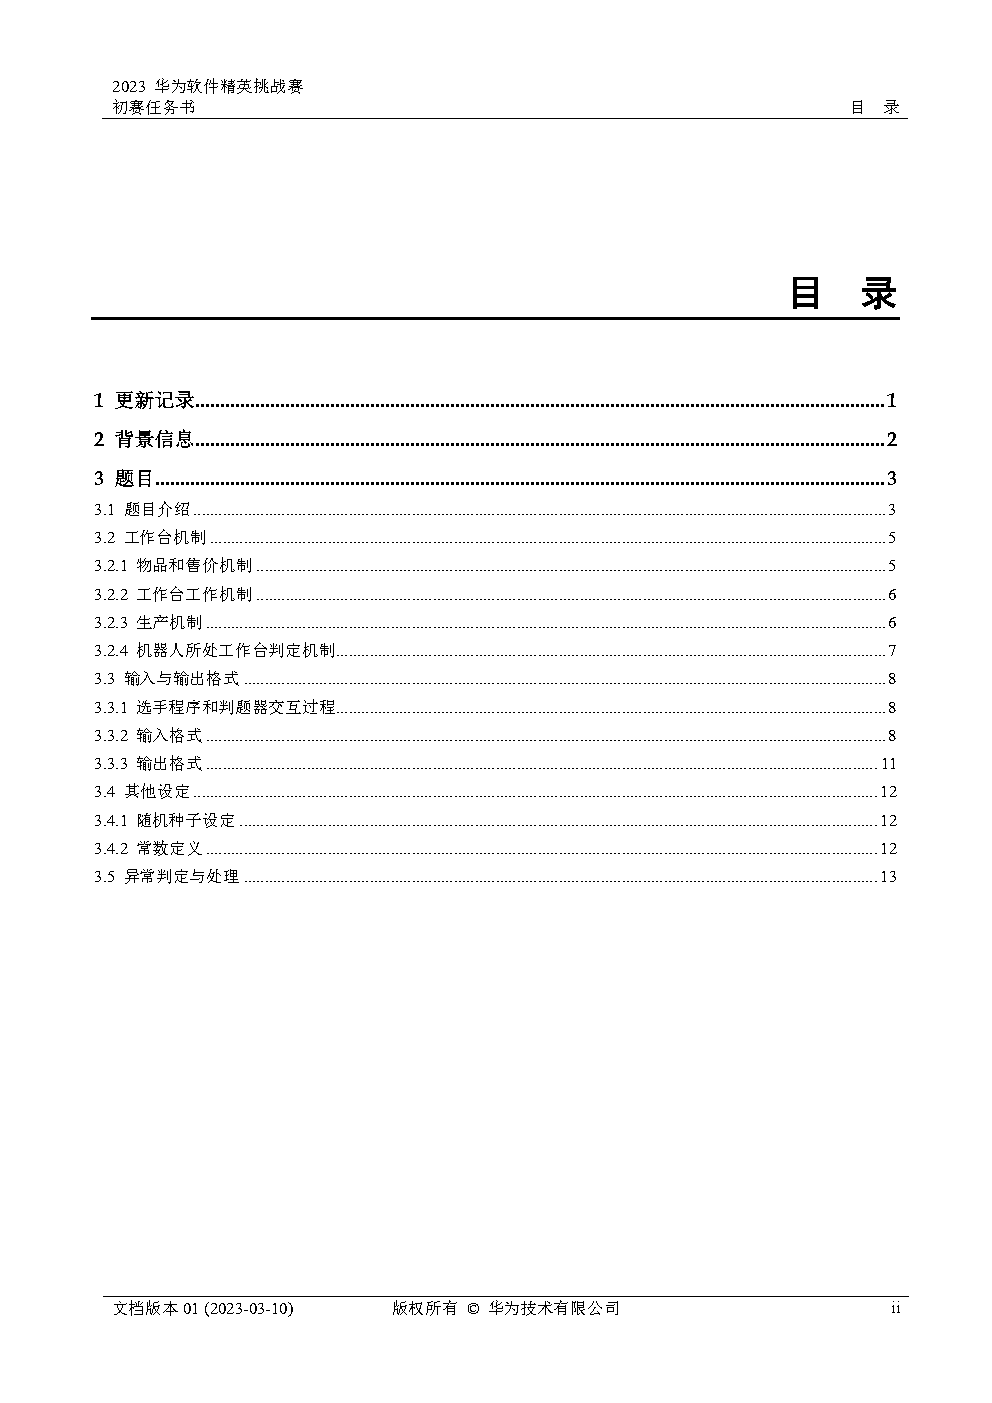 2023 华为软件精英挑战赛
初赛任务书 目 录
目 录
1 更新记录........................................1
2 背景信息........................................2
3 题目........................................3
3.1 题目介绍........................................3
3.2 工作台机制........................................5
3.2.1 物品和售价机制........................................5
3.2.2 工作台工作机制........................................6
3.2.3 生产机制........................................6
3.2.4 机器人所处工作台判定机制........................................7
3.3 输入与输出格式........................................8
3.3.1 选手程序和判题器交互过程........................................8
3.3.2 输入格式........................................8
3.3.3 输出格式........................................11
3.4 其他设定........................................12
3.4.1 随机种子设定........................................12
3.4.2 常数定义........................................12
3.5 异常判定与处理........................................13
文档版本 01 (2023-03-10) 版权所有 © 华为技术有限公司 ii